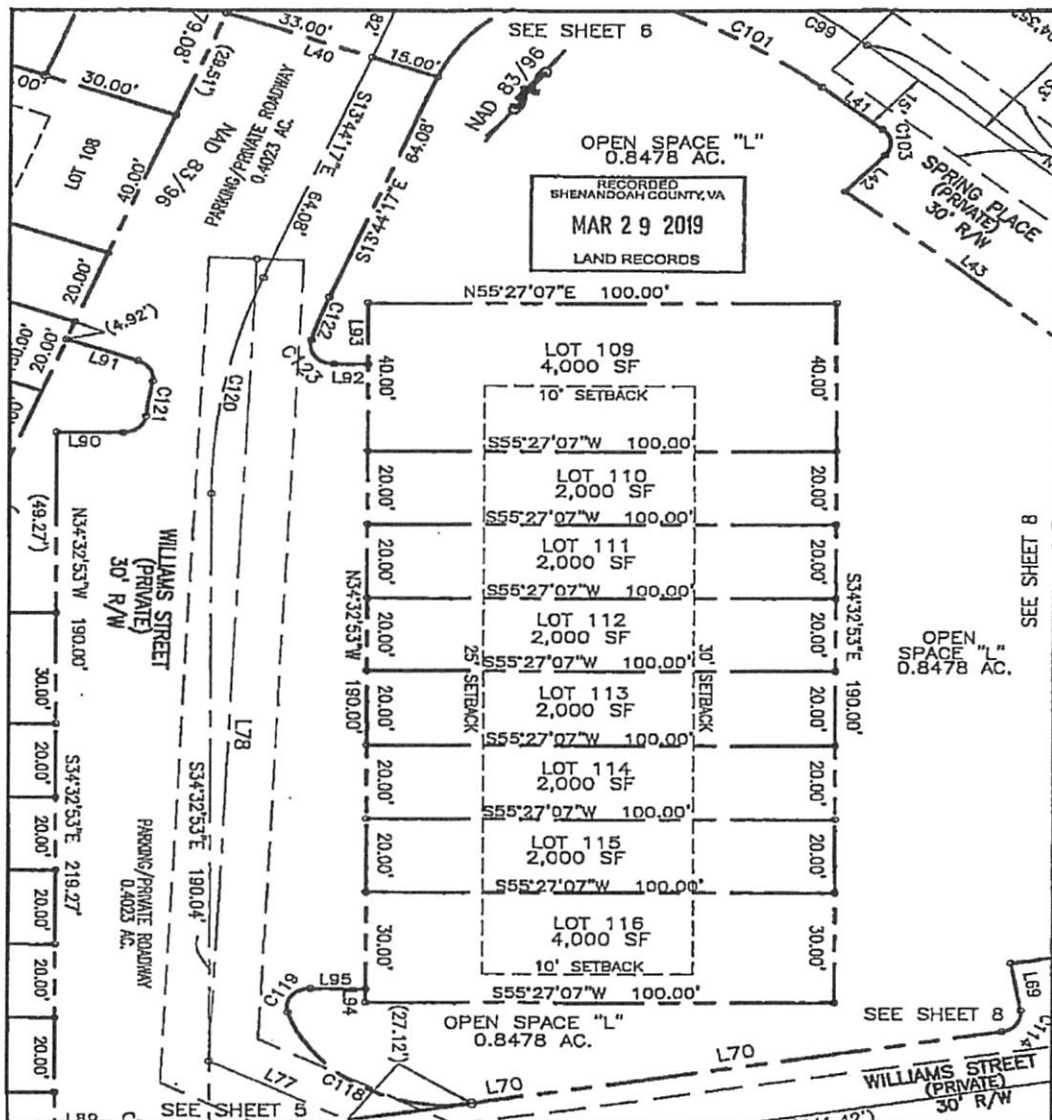 SEE SHEET 6
33.00'
L40
82'
15.00'
79.08'
(29.51')
.00'
30.00'
NAD 83/96
PARKING/PRIVATE ROADWAY
0.4023 AC.
S13°44'17"E 64.08'
S13°44'17"E 64.08'
LOT 108
40.00'
NAD 83/96
C101
C99
L41
15'
C103
L42
SPRING PLACE
(PRIVATE)
30' R/W
L43
OPEN SPACE "L"
0.8478 AC.
RECORDED
SHENANDOAH COUNTY, VA
MAR 29 2019
LAND RECORDS
20.00'
(4.92')
20.00'
L91
C121
L90
C122
C123
L93
L92
C120
N55°27'07"E 100.00'
LOT 109
4,000 SF
40.00'
40.00'
10' SETBACK
S55°27'07"W 100.00'
LOT 110
2,000 SF
20.00'
20.00'
S55°27'07"W 100.00'
LOT 111
2,000 SF
20.00'
20.00'
S55°27'07"W 100.00'
LOT 112
2,000 SF
20.00'
20.00'
S55°27'07"W 100.00'
LOT 113
2,000 SF
20.00'
20.00'
S55°27'07"W 100.00'
LOT 114
2,000 SF
20.00'
20.00'
S55°27'07"W 100.00'
LOT 115
2,000 SF
20.00'
20.00'
S55°27'07"W 100.00'
LOT 116
4,000 SF
30.00'
30.00'
10' SETBACK
S55°27'07"W 100.00'
25' SETBACK
30' SETBACK
N34°32'53"W 190.00'
S34°32'53"E 190.00'
SEE SHEET 8
OPEN
SPACE "L"
0.8478 AC.
(49.27')
N34°32'53"W 190.00'
WILLIAMS STREET
(PRIVATE)
30' R/W
L78
30.00'
20.00'
20.00'
20.00'
20.00'
20.00'
S34°32'53"E 219.27'
S34°32'53"E 190.04'
PARKING/PRIVATE ROADWAY
0.4023 AC.
C119
L95
L94
(27.12')
OPEN SPACE "L"
0.8478 AC.
L77
C118
L70
L70
SEE SHEET 8
L69
WILLIAMS STREET
(PRIVATE)
30' R/W
SEE SHEET 5